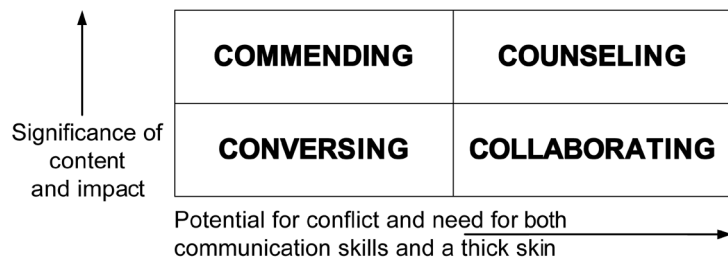 COMMENDING
COUNSELING
Significance of
content
and impact
CONVERSING
COLLABORATING
Potential for conflict and need for both
communication skills and a thick skin